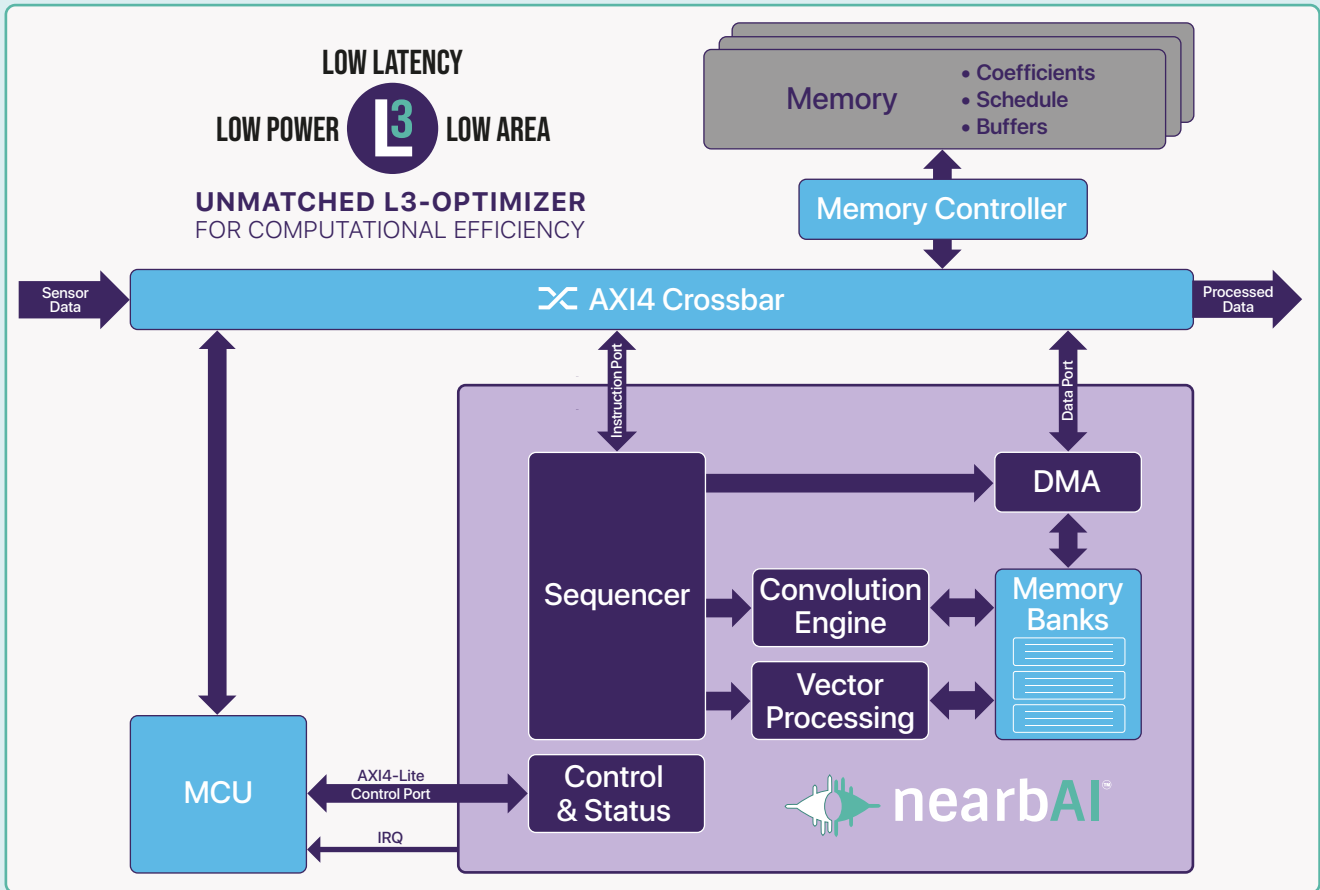 LOW LATENCY
LOW POWER L3 LOW AREA
UNMATCHED L3-OPTIMIZER
FOR COMPUTATIONAL EFFICIENCY
Memory
• Coefficients
• Schedule
• Buffers
Memory Controller
Sensor
Data
AXI4 Crossbar
Processed
Data
Instruction Port
Data Port
Sequencer
DMA
Convolution
Engine
Memory
Banks
Vector
Processing
MCU
AXI4-Lite
Control Port
Control
& Status
IRQ
nearbAI™